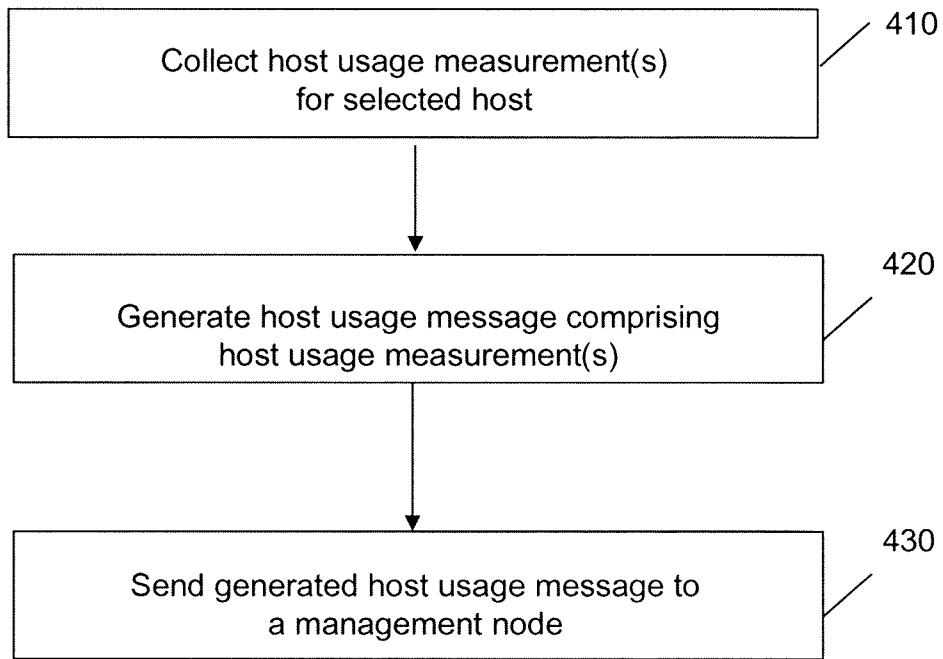 410
Collect host usage measurement(s)
for selected host
420
Generate host usage message comprising
host usage measurement(s)
430
Send generated host usage message to
a management node